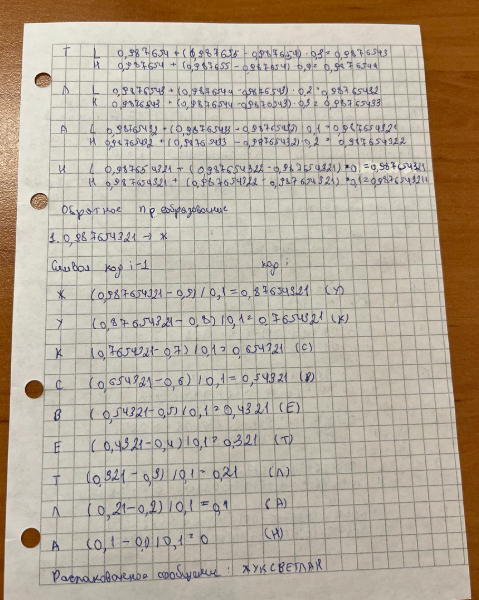 Т L 0,987654 + (0,987655 - 0,987654) · 0,3 = 0,9876543
H 0,987654 + (0,987655 - 0,987654) · 0,4 = 0,9876544
Л L 0,9876543 + (0,9876544 - 0,9876543) · 0,2 = 0,98765432
H 0,9876543 + (0,9876544 - 0,9876543) · 0,3 = 0,98765433
А L 0,98765432 + (0,98765433 - 0,98765432) · 0,1 = 0,987654321
H 0,98765432 + (0,98765433 - 0,98765432) · 0,2 = 0,987654322
Н L 0,987654321 + (0,987654322 - 0,987654321) · 0 = 0,987654321
H 0,987654321 + (0,987654322 - 0,987654321) · 0,1 = 0,9876543211
Обратное преобразование
1. 0,987654321 → Ж
Символ код i-1 код i
Ж (0,987654321 - 0,9) / 0,1 = 0,87654321 (У)
У (0,87654321 - 0,8) / 0,1 = 0,7654321 (К)
К (0,7654321 - 0,7) / 0,1 = 0,654321 (С)
С (0,654321 - 0,6) / 0,1 = 0,54321 (В)
В (0,54321 - 0,5) / 0,1 = 0,4321 (Е)
Е (0,4321 - 0,4) / 0,1 = 0,321 (Т)
Т (0,321 - 0,3) / 0,1 = 0,21 (Л)
Л (0,21 - 0,2) / 0,1 = 0,1 (А)
А (0,1 - 0,1) / 0,1 = 0 (Н)
Распакованное сообщение: ЖУКСВЕТЛАН